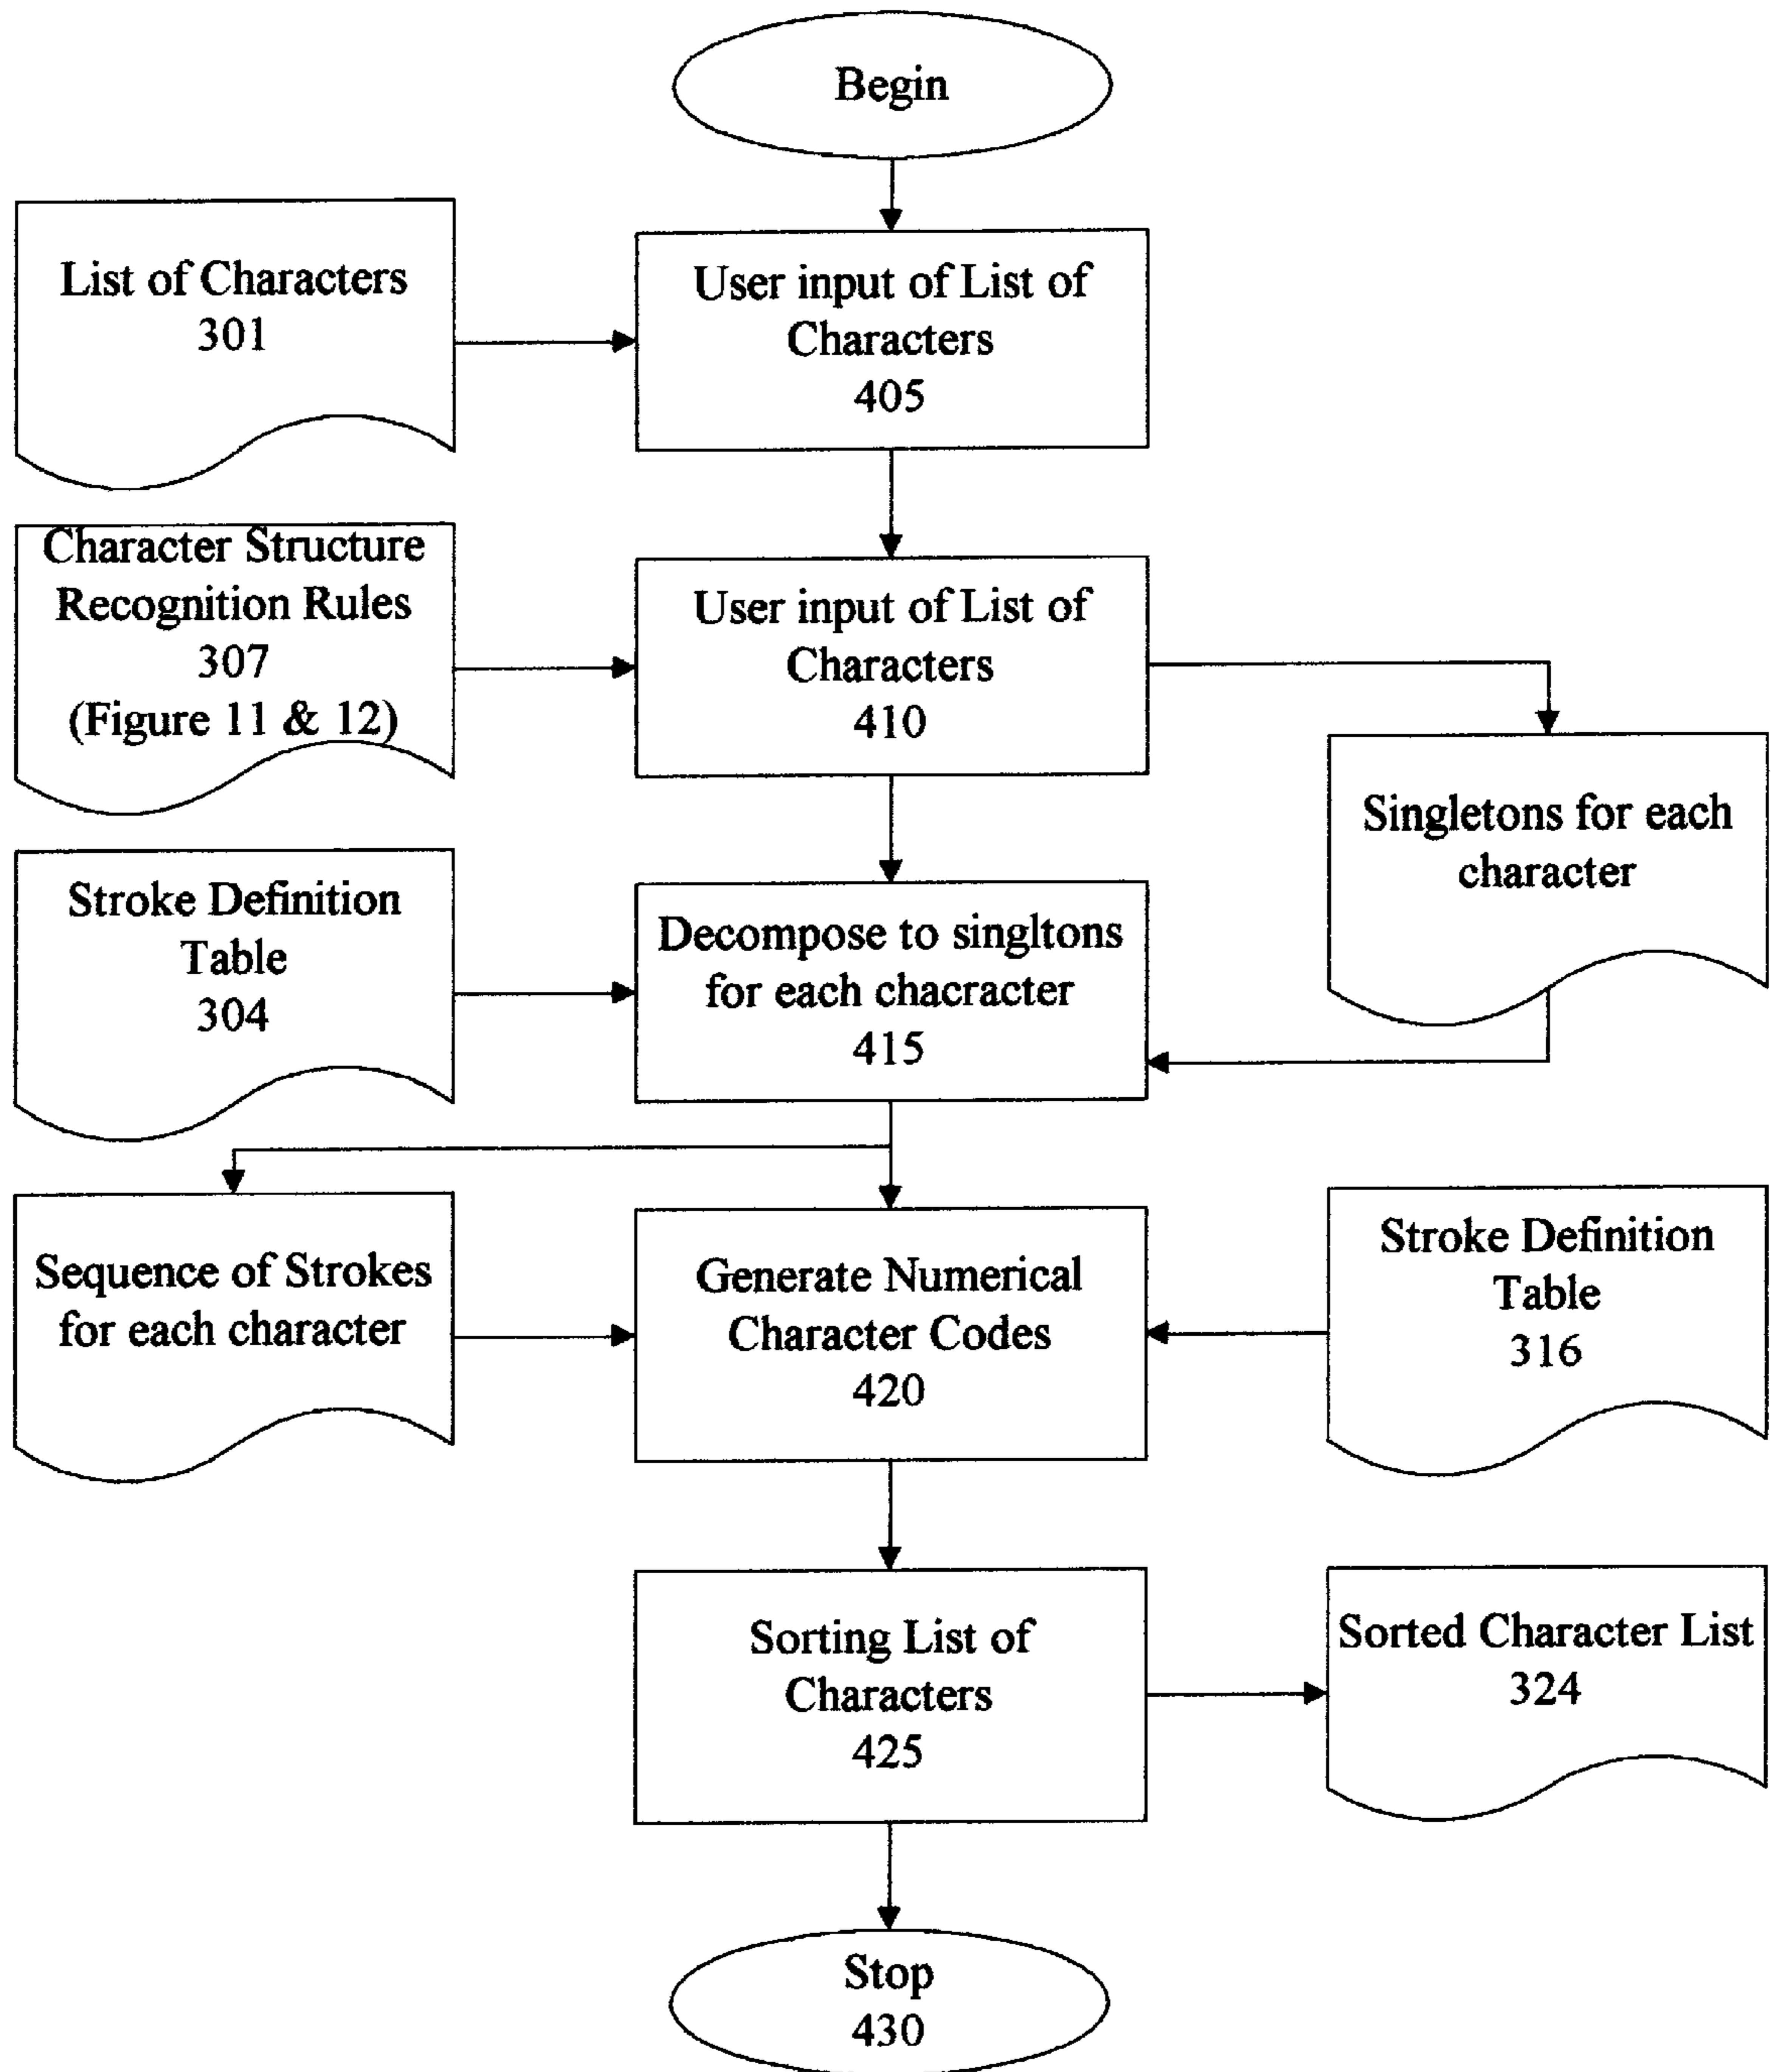 Begin
List of Characters
301
User input of List of
Characters
405
Character Structure
Recognition Rules
307
(Figure 11 & 12)
User input of List of
Characters
410
Singletons for each
character
Stroke Definition
Table
304
Decompose to singltons
for each chacracter
415
Sequence of Strokes
for each character
Generate Numerical
Character Codes
420
Stroke Definition
Table
316
Sorting List of
Characters
425
Sorted Character List
324
Stop
430